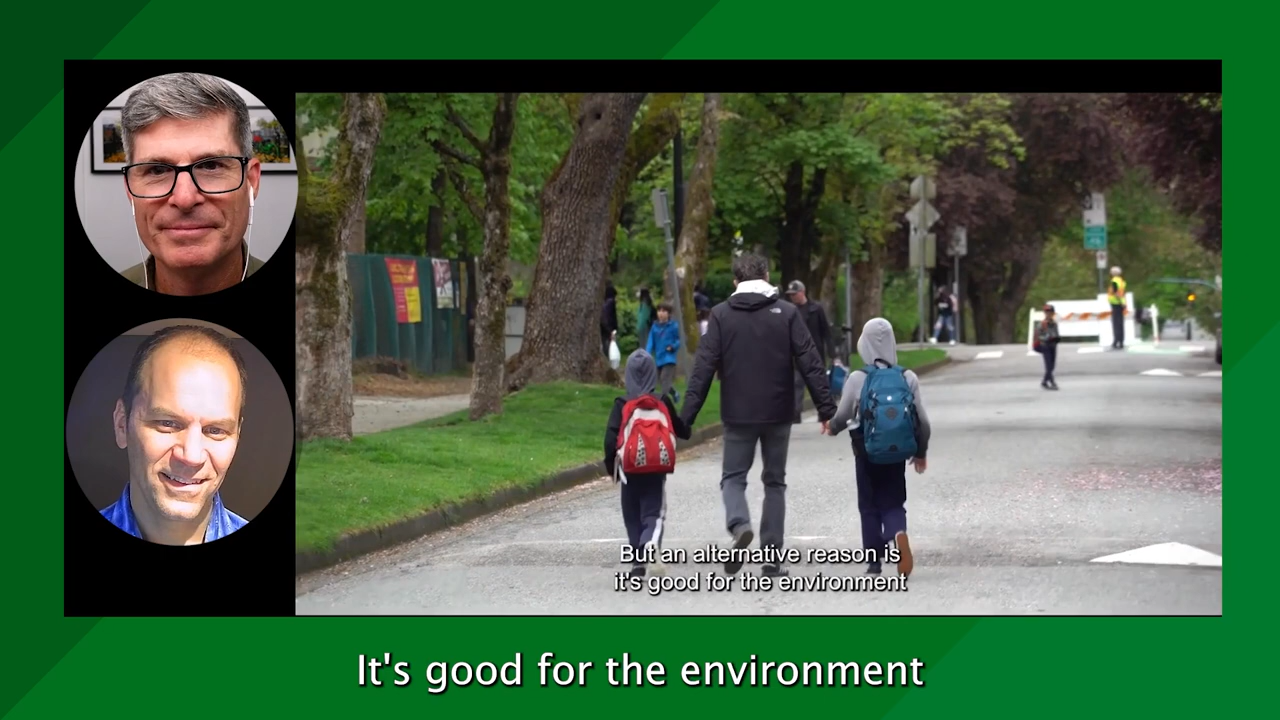 But an alternative reason is
it's good for the environment
It's good for the environment